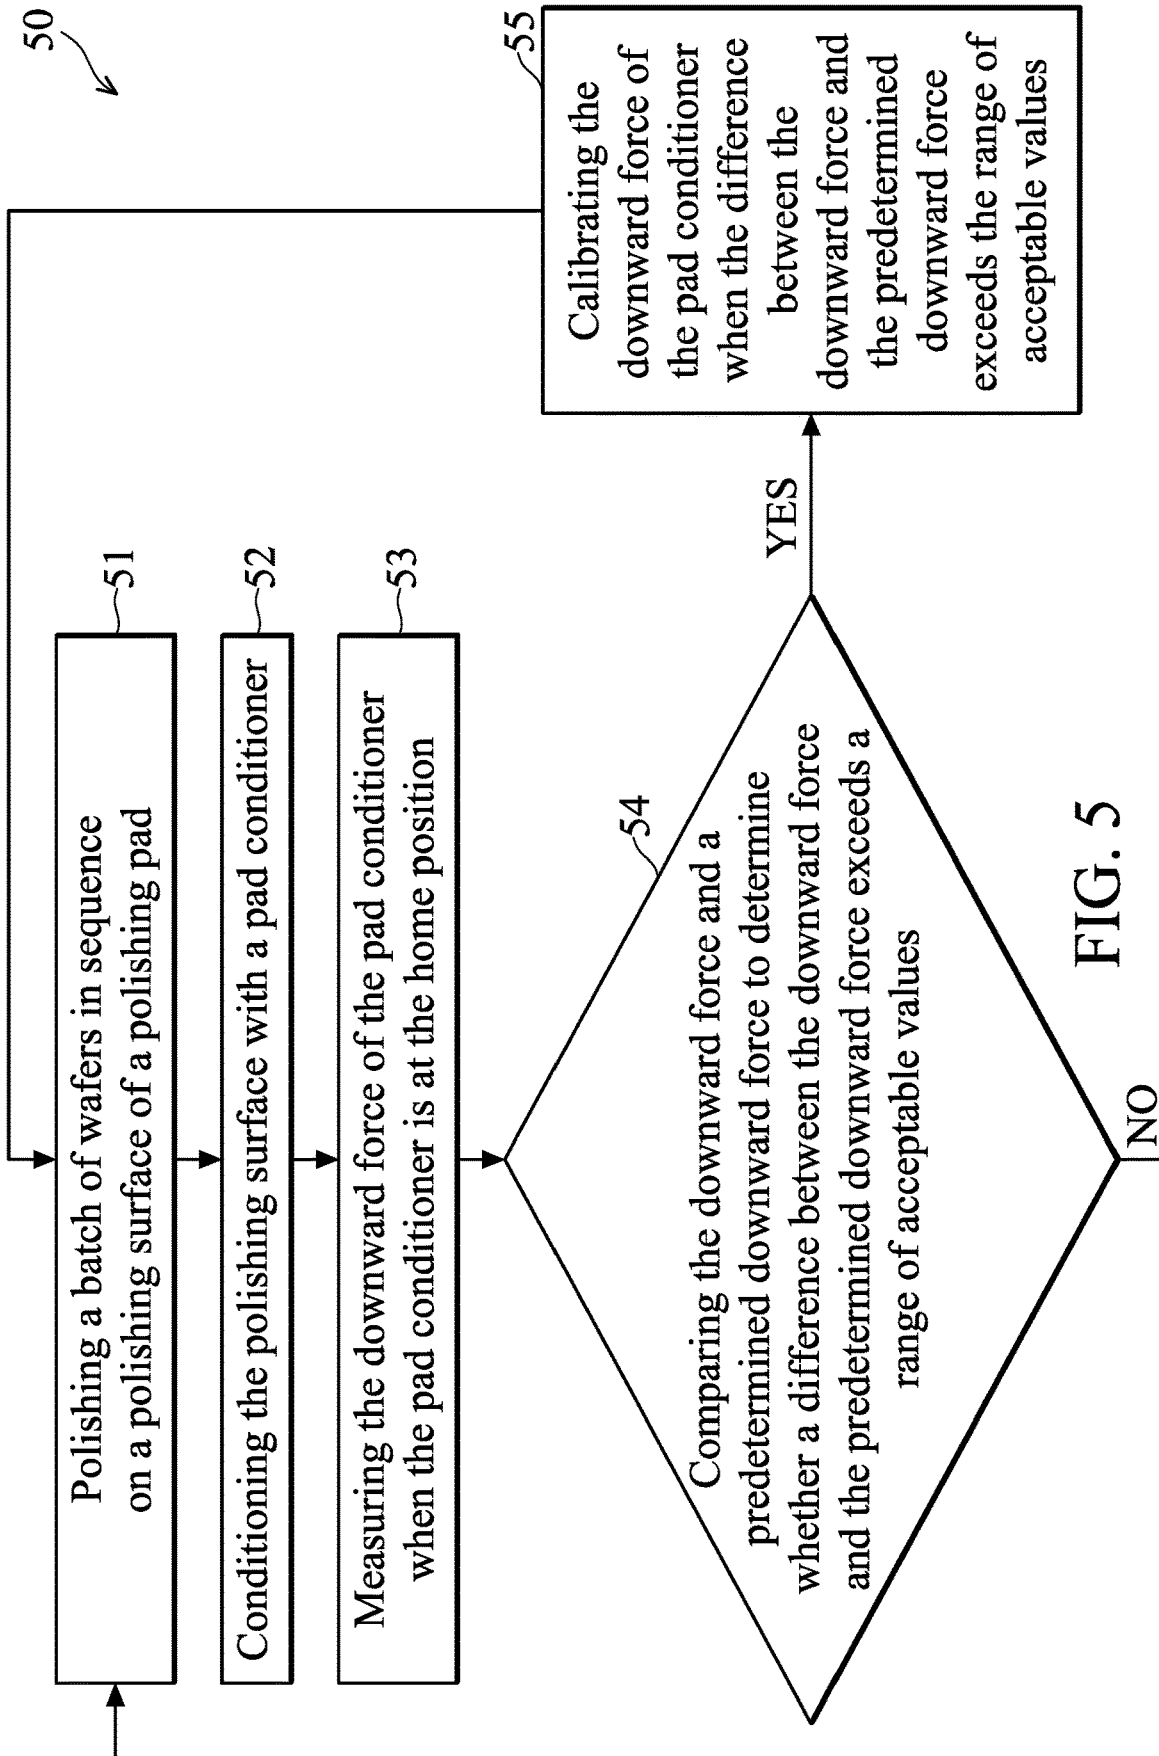 50
Polishing a batch of wafers in sequence
on a polishing surface of a polishing pad
51
Conditioning the polishing surface with a pad conditioner
52
Measuring the downward force of the pad conditioner
when the pad conditioner is at the home position
53
54
Comparing the downward force and a
predetermined downward force to determine
whether a difference between the downward force
and the predetermined downward force exceeds a
range of acceptable values
YES
NO
55
Calibrating the
downward force of
the pad conditioner
when the difference
between the
downward force and
the predetermined
downward force
exceeds the range of
acceptable values
FIG. 5